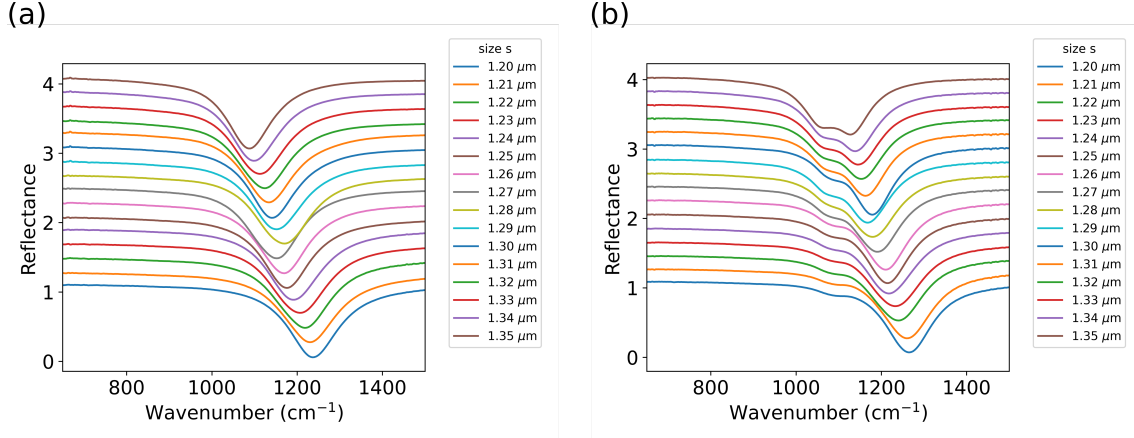 (a)
(b)
Reflectance
4
3
2
1
0
800
1000
1200
1400
Wavenumber (cm⁻¹)
size s
1.20 μm
1.21 μm
1.22 μm
1.23 μm
1.24 μm
1.25 μm
1.26 μm
1.27 μm
1.28 μm
1.29 μm
1.30 μm
1.31 μm
1.32 μm
1.33 μm
1.34 μm
1.35 μm
Reflectance
4
3
2
1
0
800
1000
1200
1400
Wavenumber (cm⁻¹)
size s
1.20 μm
1.21 μm
1.22 μm
1.23 μm
1.24 μm
1.25 μm
1.26 μm
1.27 μm
1.28 μm
1.29 μm
1.30 μm
1.31 μm
1.32 μm
1.33 μm
1.34 μm
1.35 μm